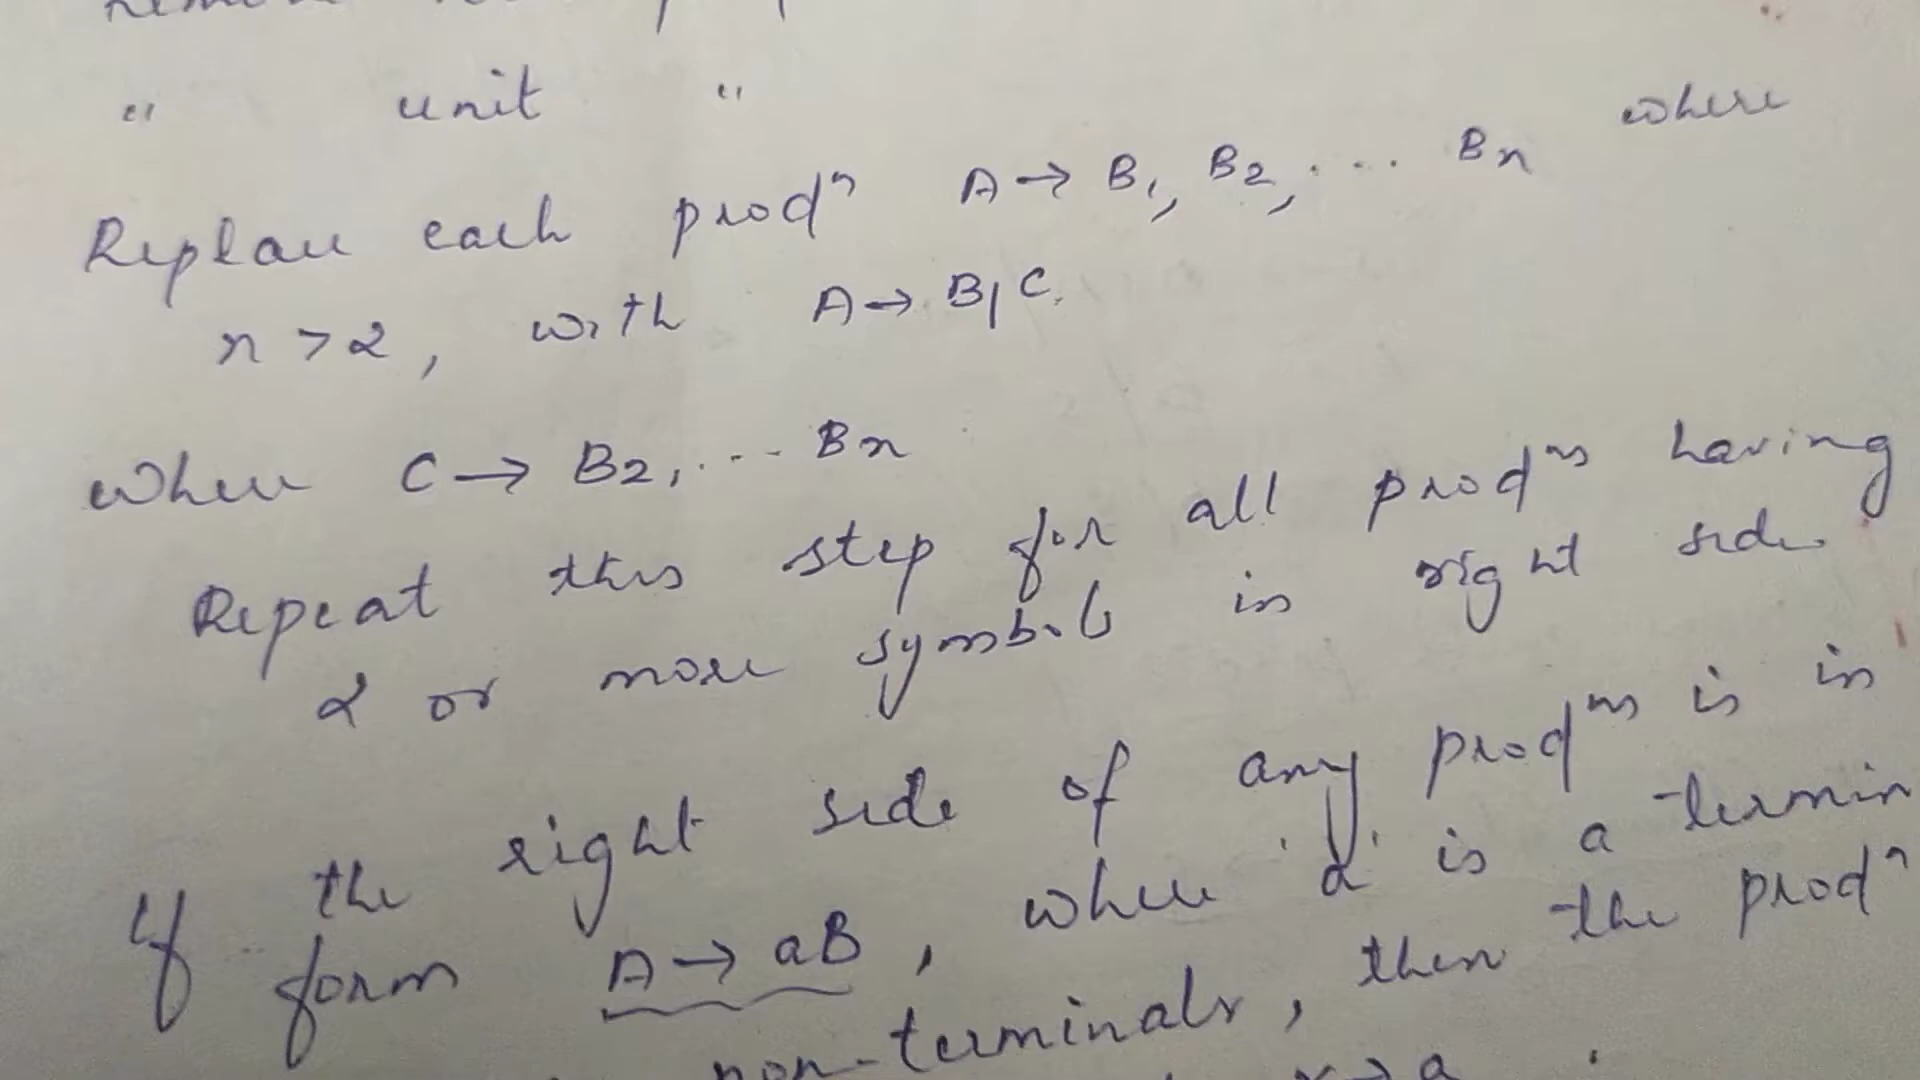 " unit "
Replace each prodⁿ A → B₁, B₂, ... Bn where
n > 2, with A → B₁C.
where C → B₂, ... Bn
Repeat this step for all prodⁿˢ having
2 or more symbols in right side
If the right side of any prodⁿˢ is in
form A → aB, where 'a' is a termin
non-terminals, then the prodⁿ
→ a